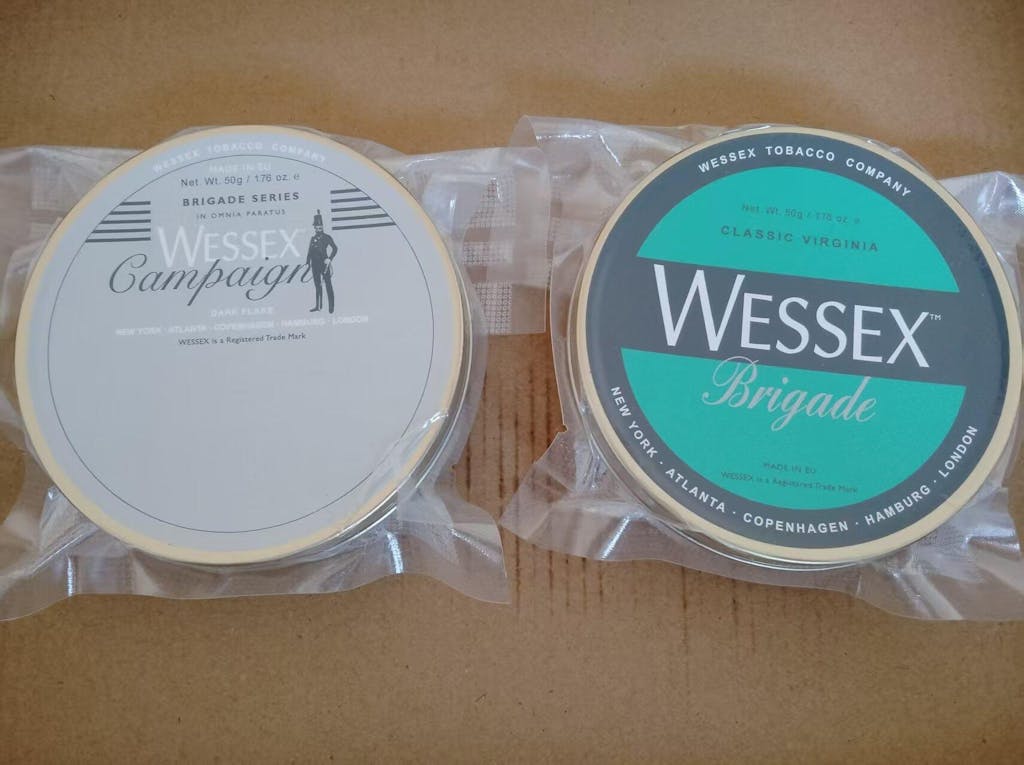 WESSEX TOBACCO COMPANY
MADE IN EU
Net Wt. 50g / 1.76 oz. e
BRIGADE SERIES
IN OMNIA PARATUS
WESSEX
Campaign
DARK FLAKE
NEW YORK · ATLANTA · COPENHAGEN · HAMBURG · LONDON
WESSEX is a Registered Trade Mark
WESSEX TOBACCO COMPANY
Net Wt. 50g / 1.76 oz. e
CLASSIC VIRGINIA
WESSEX™
Brigade
MADE IN EU
WESSEX is a Registered Trade Mark
NEW YORK · ATLANTA · COPENHAGEN · HAMBURG · LONDON